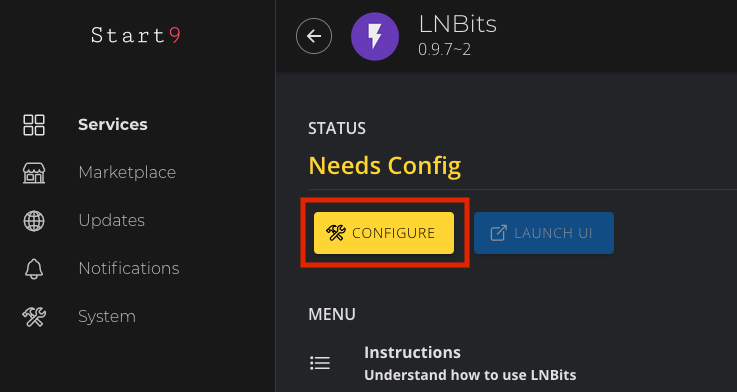 Start9
Services
Marketplace
Updates
Notifications
System
LNBits
0.9.7~2
STATUS
Needs Config
CONFIGURE
LAUNCH UI
MENU
Instructions
Understand how to use LNBits